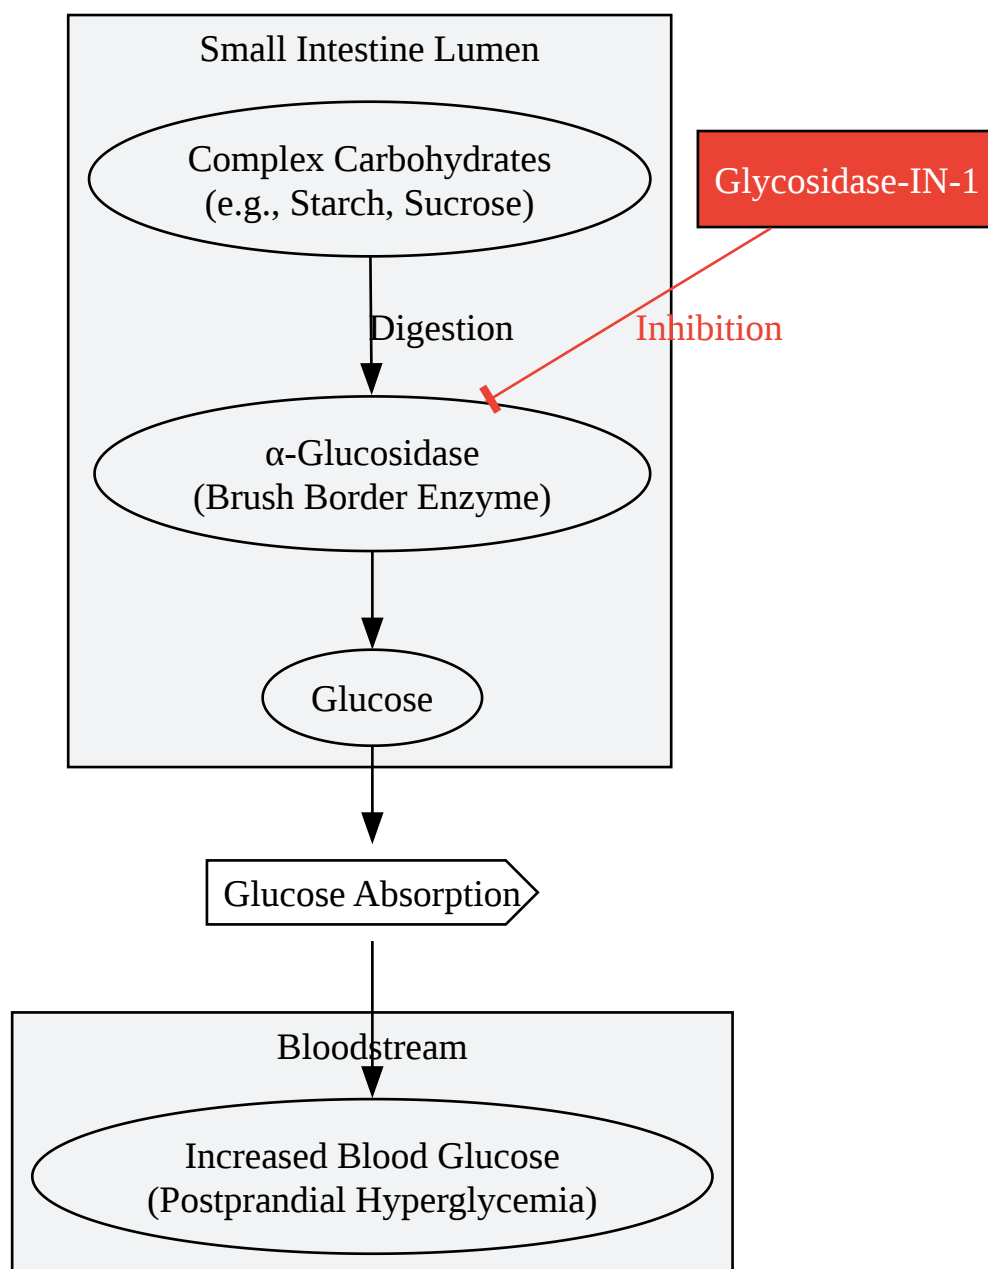 Small Intestine Lumen
Complex Carbohydrates
(e.g., Starch, Sucrose)
Glycosidase-IN-1
Digestion
Inhibition
α-Glucosidase
(Brush Border Enzyme)
Glucose
Glucose Absorption
Bloodstream
Increased Blood Glucose
(Postprandial Hyperglycemia)